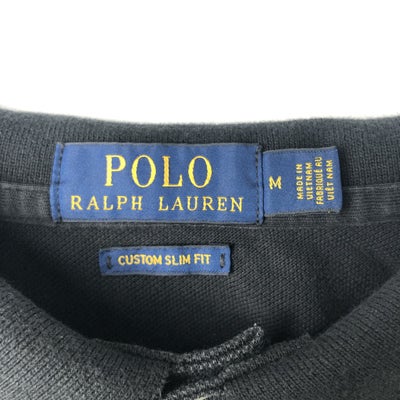 POLO
RALPH LAUREN
M
MADE IN
VIETNAM
FABRIQUÉ AU
VIÊT NAM
CUSTOM SLIM FIT